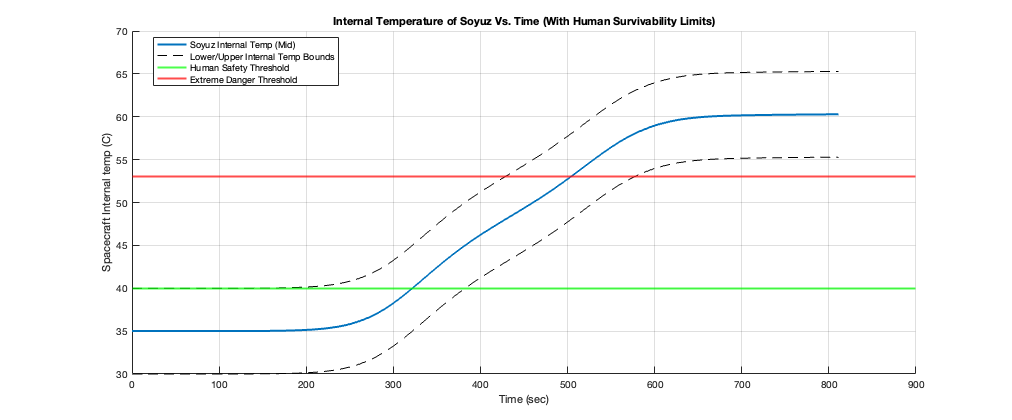 Internal Temperature of Soyuz Vs. Time (With Human Survivability Limits)
70
Soyuz Internal Temp (Mid)
Lower/Upper Internal Temp Bounds
Human Safety Threshold
Extreme Danger Threshold
65
60
55
50
45
40
35
30
Spacecraft Internal temp (C)
0 100 200 300 400 500 600 700 800 900
Time (sec)